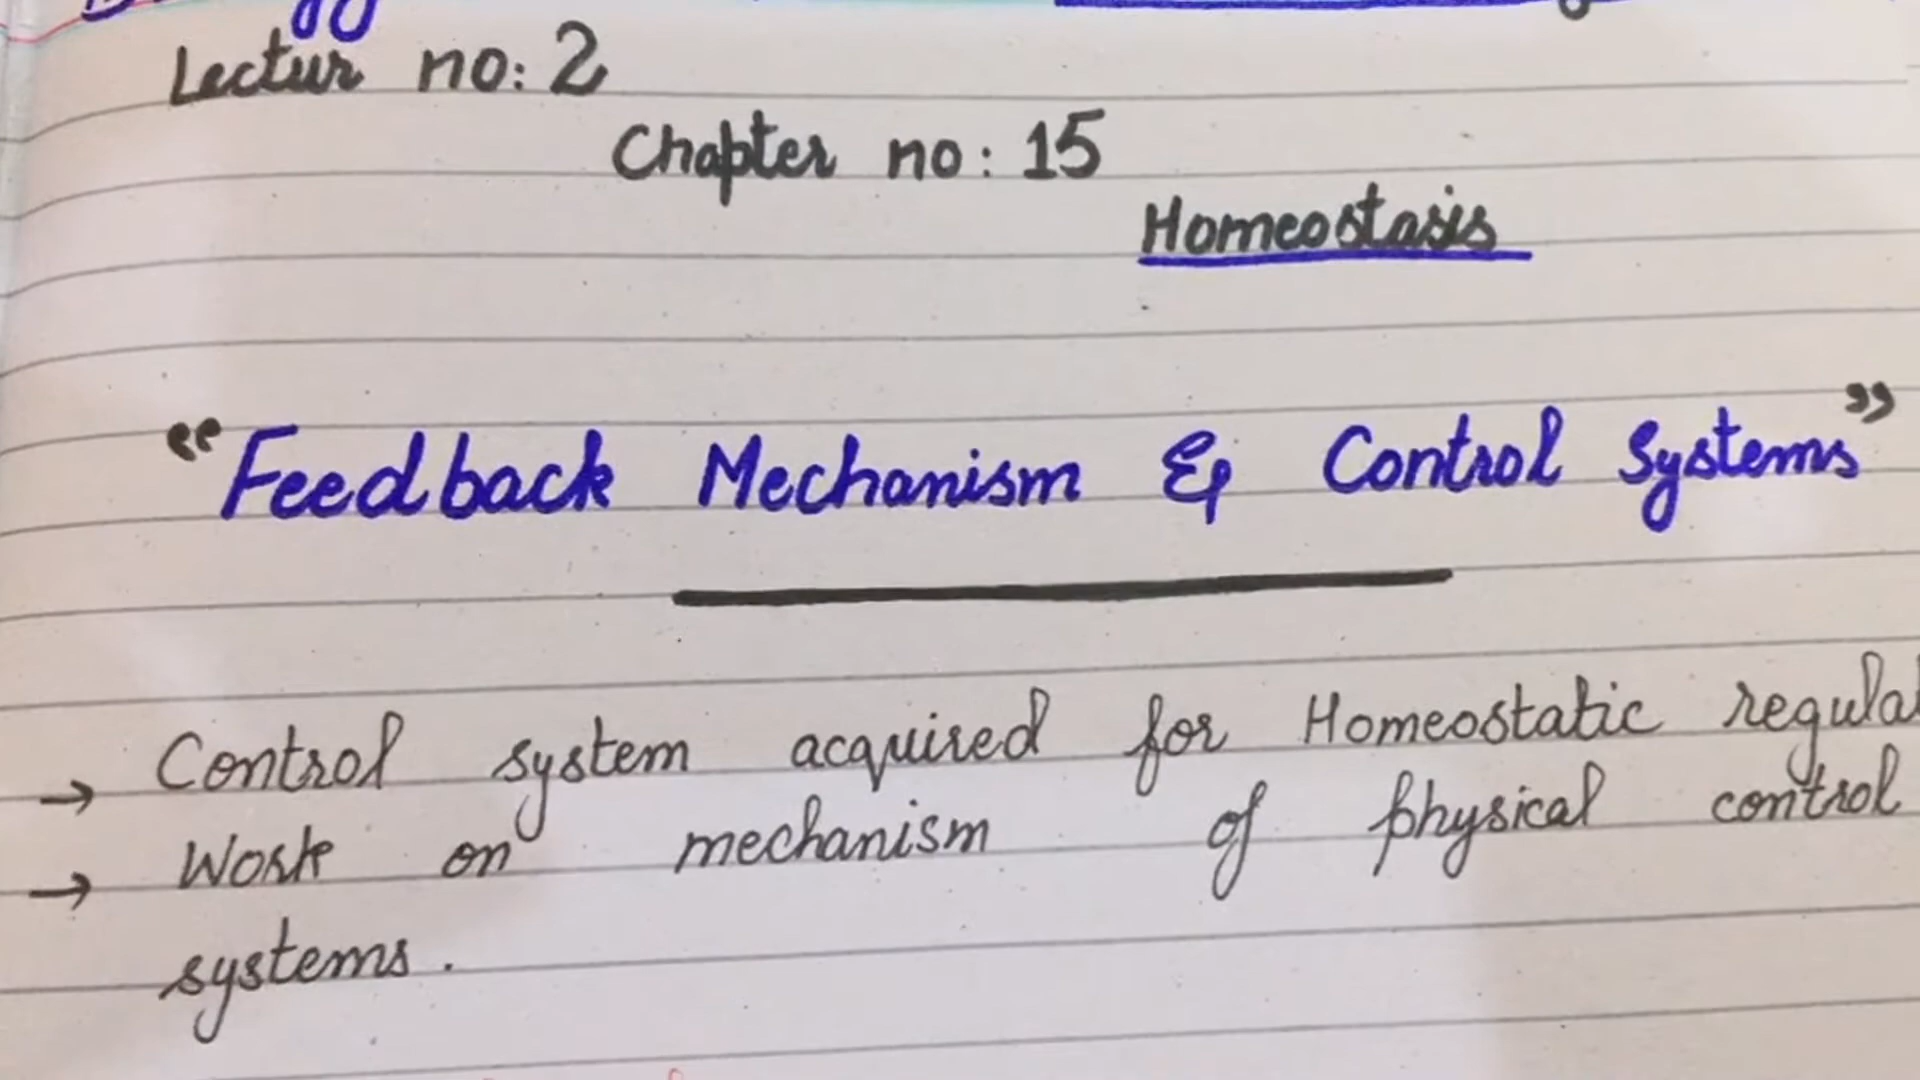 Lectur no: 2
Chapter no: 15
Homeostasis
"Feedback Mechanism & Control Systems"
→ Control system acquired for Homeostatic regulat
→ Work on mechanism of physical control
systems.